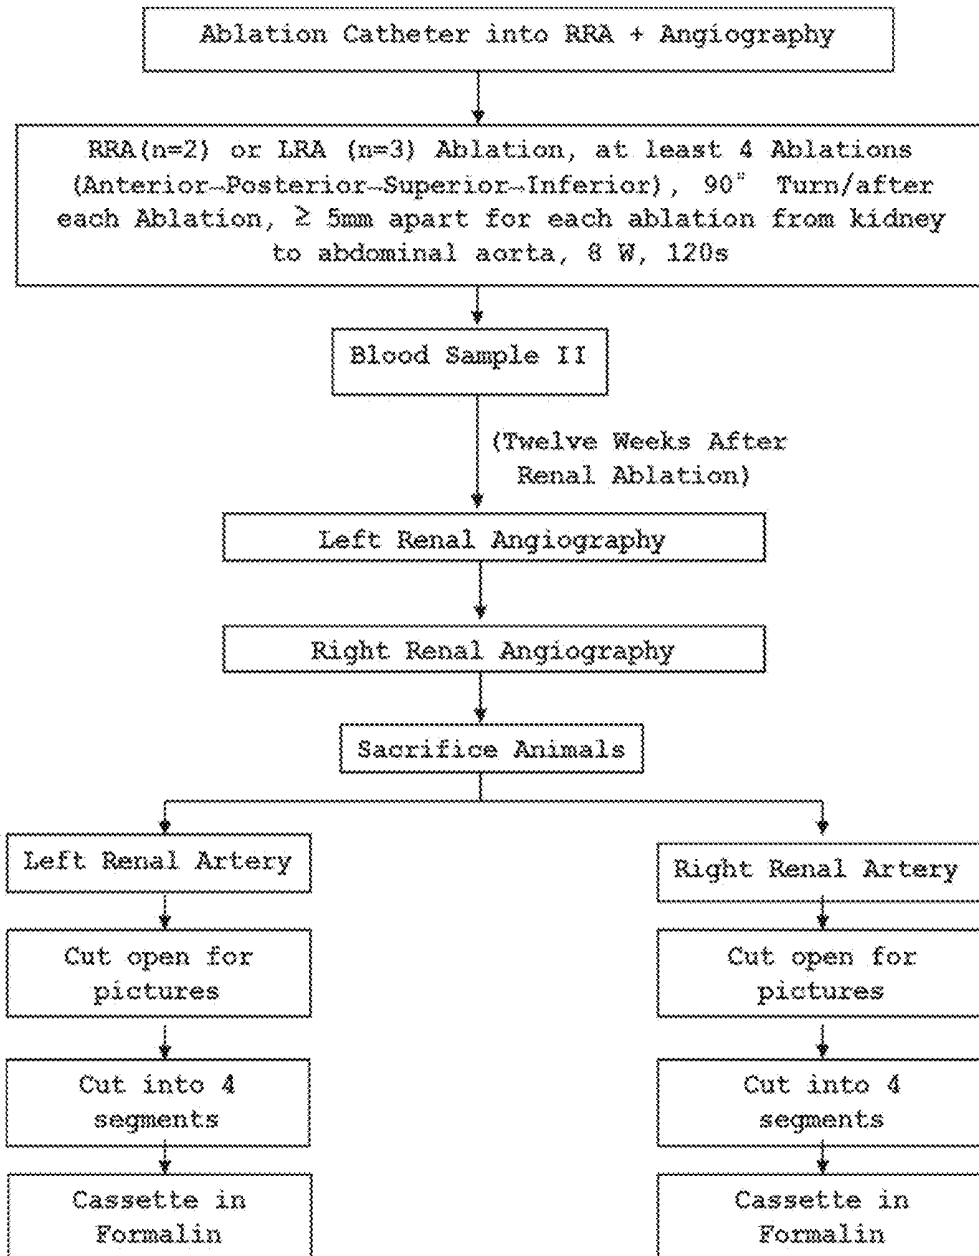 Ablation Catheter into RRA + Angiography
RRA(n=2) or LRA (n=3) Ablation, at least 4 Ablations
(Anterior→Posterior→Superior→Inferior), 90° Turn/after
each Ablation, ≥ 5mm apart for each ablation from kidney
to abdominal aorta, 8 W, 120s
Blood Sample II
(Twelve Weeks After
Renal Ablation)
Left Renal Angiography
Right Renal Angiography
Sacrifice Animals
Left Renal Artery
Cut open for
pictures
Cut into 4
segments
Cassette in
Formalin
Right Renal Artery
Cut open for
pictures
Cut into 4
segments
Cassette in
Formalin